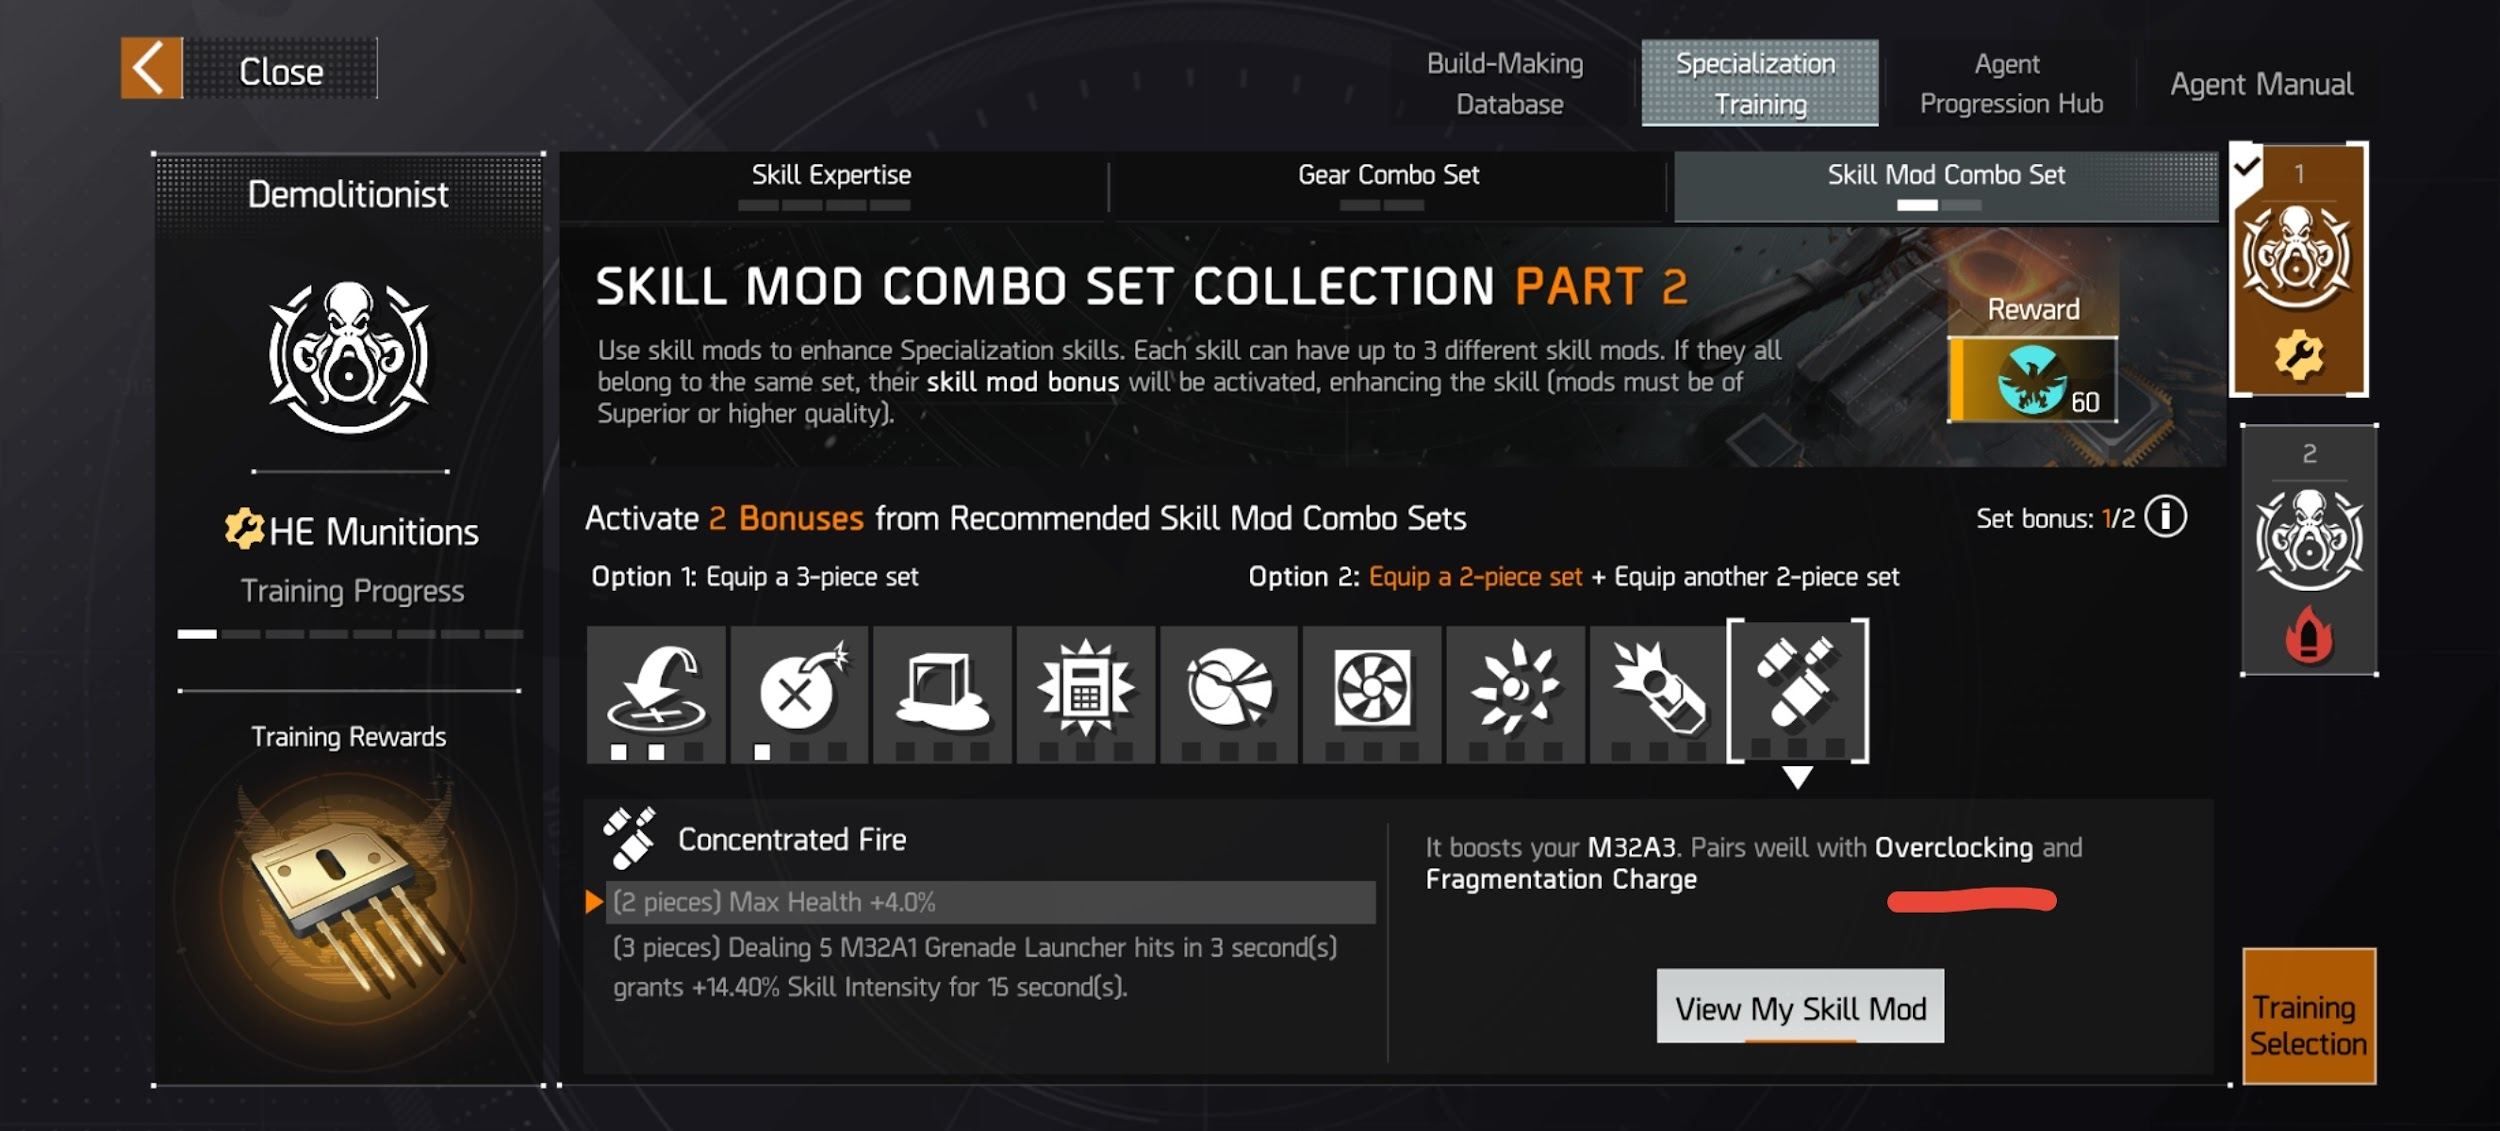 Close
Build-Making
Database
Specialization
Training
Agent
Progression Hub
Agent Manual
Demolitionist
HE Munitions
Training Progress
Training Rewards
Skill Expertise
Gear Combo Set
Skill Mod Combo Set
SKILL MOD COMBO SET COLLECTION PART 2
Use skill mods to enhance Specialization skills. Each skill can have up to 3 different skill mods. If they all
belong to the same set, their skill mod bonus will be activated, enhancing the skill (mods must be of
Superior or higher quality).
Reward
60
Activate 2 Bonuses from Recommended Skill Mod Combo Sets
Set bonus: 1/2
Option 1: Equip a 3-piece set
Option 2: Equip a 2-piece set + Equip another 2-piece set
Concentrated Fire
(2 pieces) Max Health +4.0%
(3 pieces) Dealing 5 M32A1 Grenade Launcher hits in 3 second(s)
grants +14.40% Skill Intensity for 15 second(s).
It boosts your M32A3. Pairs weill with Overclocking and
Fragmentation Charge
View My Skill Mod
1
2
Training
Selection